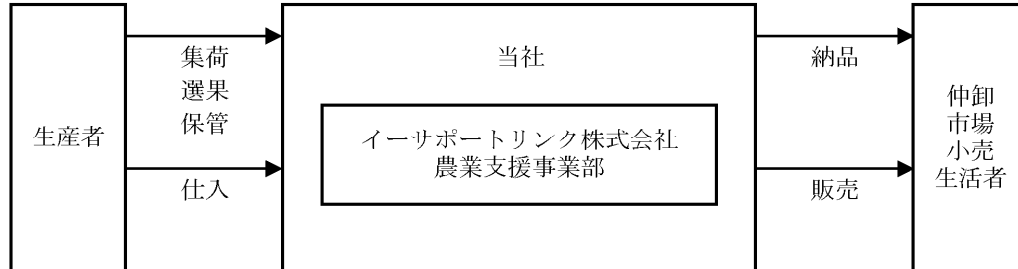 生産者
集荷
選果
保管
仕入
当社
イーサポートリンク株式会社
農業支援事業部
納品
販売
仲卸
市場
小売
生活者